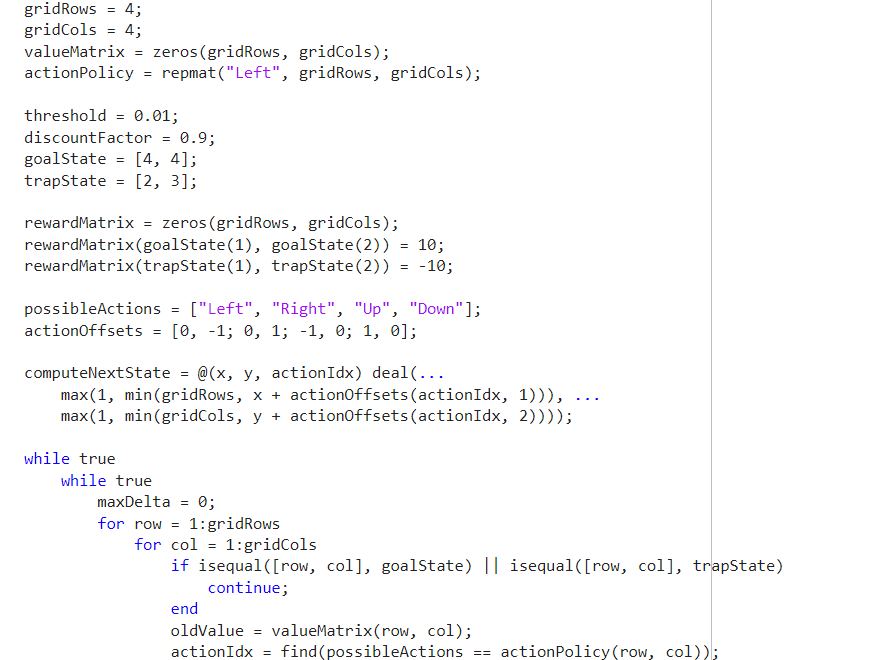 gridRows = 4;
gridCols = 4;
valueMatrix = zeros(gridRows, gridCols);
actionPolicy = repmat("Left", gridRows, gridCols);

threshold = 0.01;
discountFactor = 0.9;
goalState = [4, 4];
trapState = [2, 3];

rewardMatrix = zeros(gridRows, gridCols);
rewardMatrix(goalState(1), goalState(2)) = 10;
rewardMatrix(trapState(1), trapState(2)) = -10;

possibleActions = ["Left", "Right", "Up", "Down"];
actionOffsets = [0, -1; 0, 1; -1, 0; 1, 0];

computeNextState = @(x, y, actionIdx) deal(...
    max(1, min(gridRows, x + actionOffsets(actionIdx, 1))), ...
    max(1, min(gridCols, y + actionOffsets(actionIdx, 2))));

while true
    while true
        maxDelta = 0;
        for row = 1:gridRows
            for col = 1:gridCols
                if isequal([row, col], goalState) || isequal([row, col], trapState)
                    continue;
                end
                oldValue = valueMatrix(row, col);
                actionIdx = find(possibleActions == actionPolicy(row, col));